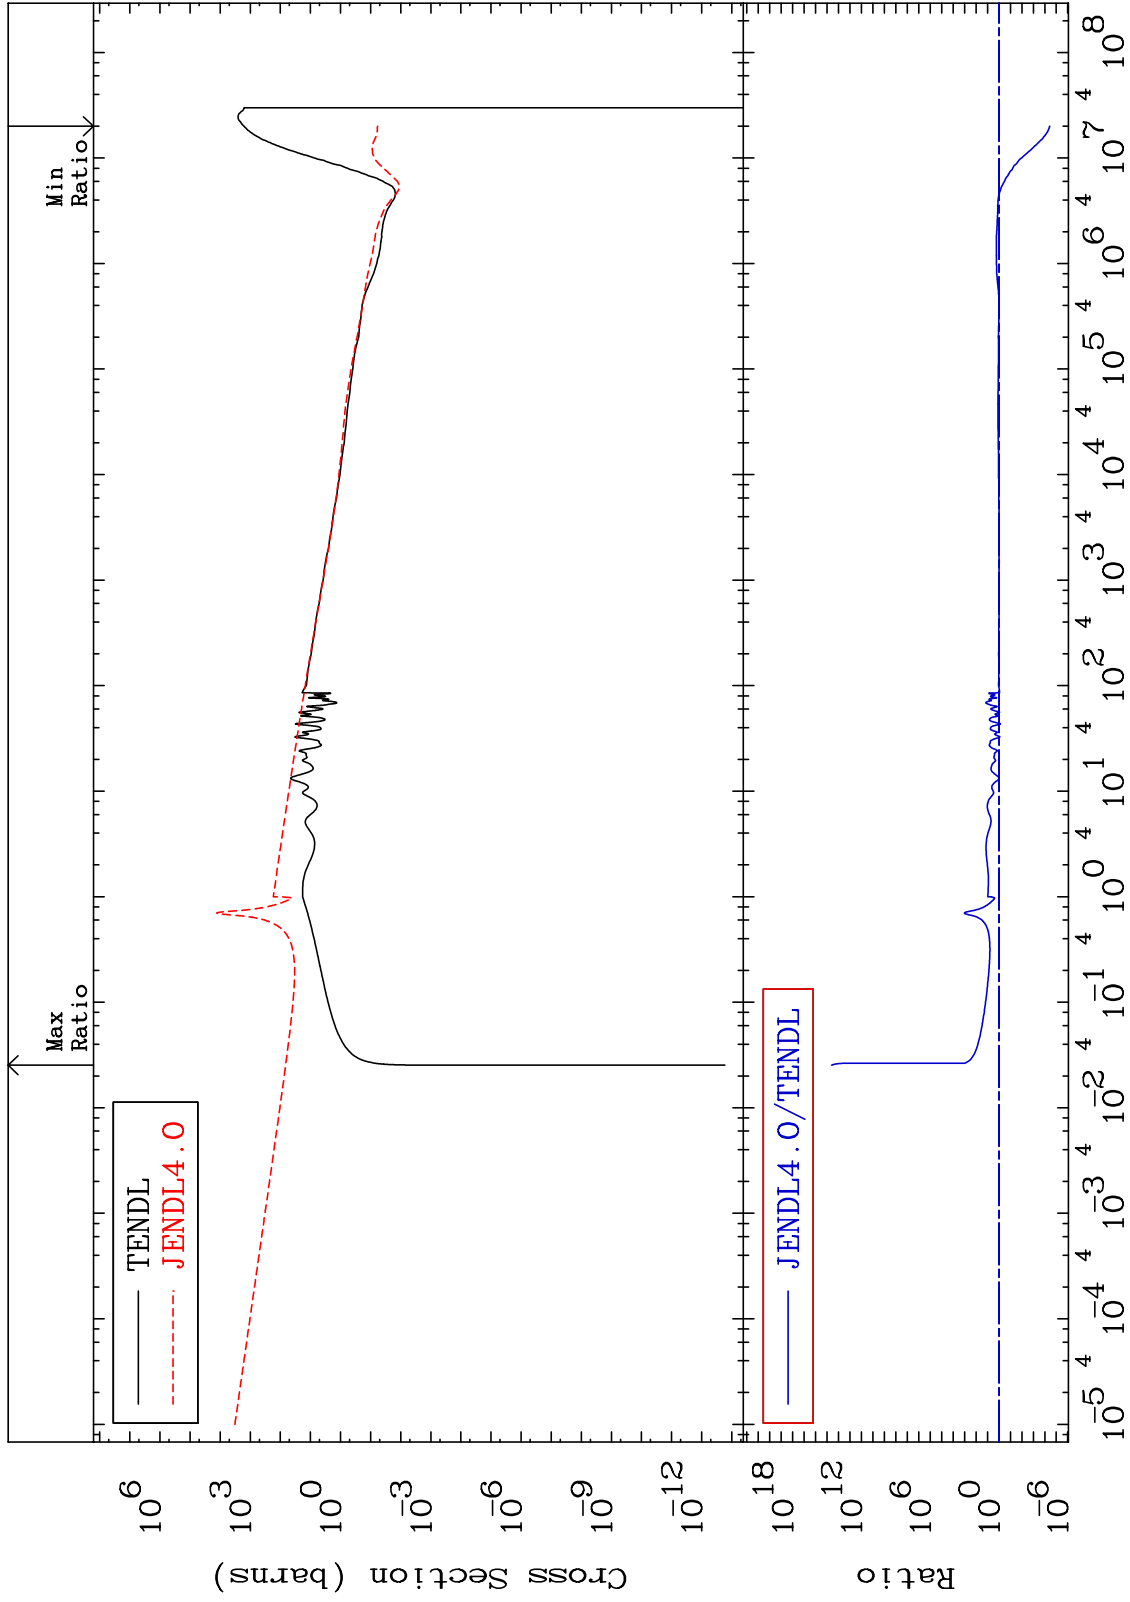 Max
Ratio
Min
Ratio
TENDL
JENDL4.0
Cross Section (barns)
10^6
10^3
10^0
10^-3
10^-6
10^-9
10^-12
JENDL4.0/TENDL
Ratio
10^18
10^12
10^6
10^0
10^-6
10^-5 4 10^-4 4 10^-3 4 10^-2 4 10^-1 4 10^0 4 10^1 4 10^2 4 10^3 4 10^4 4 10^5 4 10^6 4 10^7 4 10^8